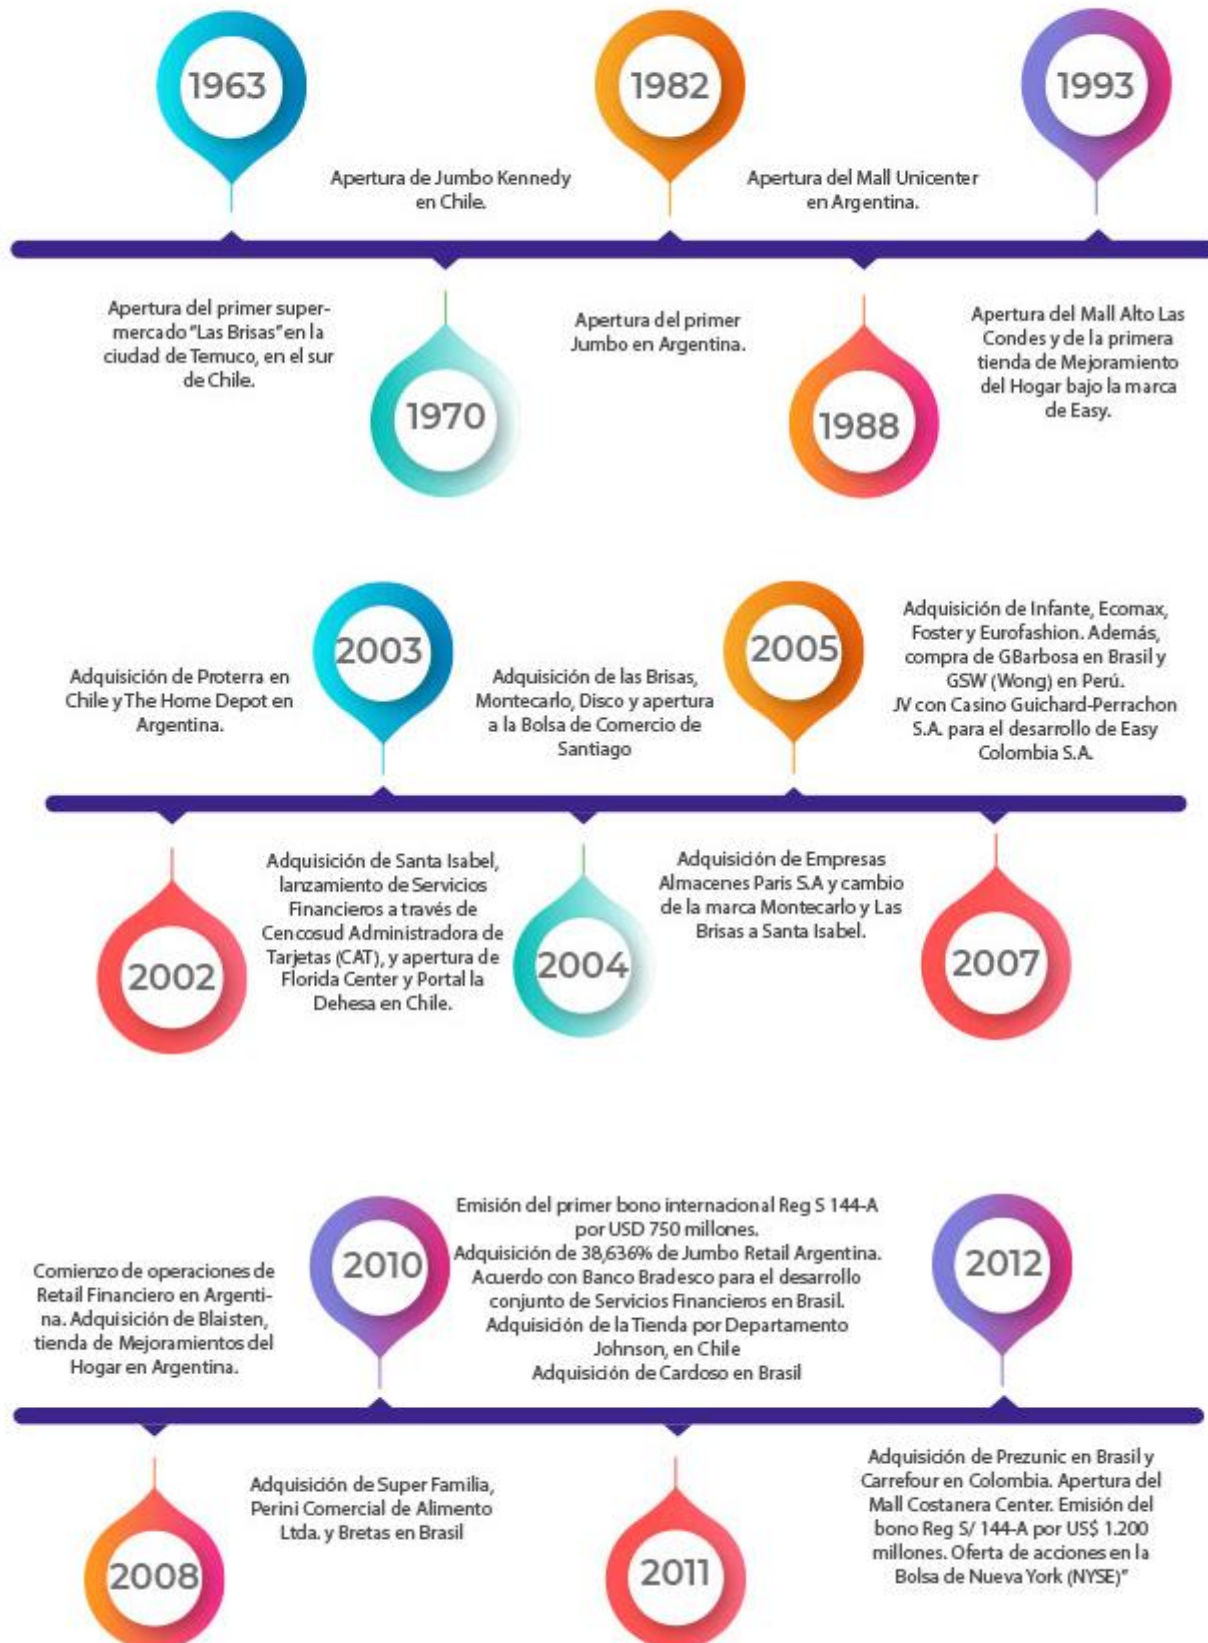 1963
1982
1993
Apertura de Jumbo Kennedy
en Chile.
Apertura del Mall Unicenter
en Argentina.
Apertura del primer super-
mercado "Las Brisas" en la
ciudad de Temuco, en el sur
de Chile.
1970
Apertura del primer
Jumbo en Argentina.
1988
Apertura del Mall Alto Las
Condes y de la primera
tienda de Mejoramiento
del Hogar bajo la marca
de Easy.
Adquisición de Proterra en
Chile y The Home Depot en
Argentina.
2003
Adquisición de las Brisas,
Montecarlo, Disco y apertura
a la Bolsa de Comercio de
Santiago
2005
Adquisición de Infante, Ecomax,
Foster y Eurofashion. Además,
compra de GBarbosa en Brasil y
GSW (Wong) en Perú.
JV con Casino Guichard-Perrachon
S.A. para el desarrollo de Easy
Colombia S.A.
2002
Adquisición de Santa Isabel,
lanzamiento de Servicios
Financieros a través de
Cencosud Administradora de
Tarjetas (CAT), y apertura de
Florida Center y Portal la
Dehesa en Chile.
2004
Adquisición de Empresas
Almacenes Paris S.A y cambio
de la marca Montecarlo y Las
Brisas a Santa Isabel.
2007
Comienzo de operaciones de
Retail Financiero en Argenti-
na. Adquisición de Blaisten,
tienda de Mejoramientos del
Hogar en Argentina.
2010
Emisión del primer bono internacional Reg S 144-A
por USD 750 millones.
Adquisición de 38,636% de Jumbo Retail Argentina.
Acuerdo con Banco Bradesco para el desarrollo
conjunto de Servicios Financieros en Brasil.
Adquisición de la Tienda por Departamento
Johnson, en Chile
Adquisición de Cardoso en Brasil
2012
2008
Adquisición de Super Familia,
Perini Comercial de Alimento
Ltda. y Bretas en Brasil
2011
Adquisición de Prezunic en Brasil y
Carrefour en Colombia. Apertura del
Mall Costanera Center. Emisión del
bono Reg S/ 144-A por US$ 1.200
millones. Oferta de acciones en la
Bolsa de Nueva York (NYSE)"